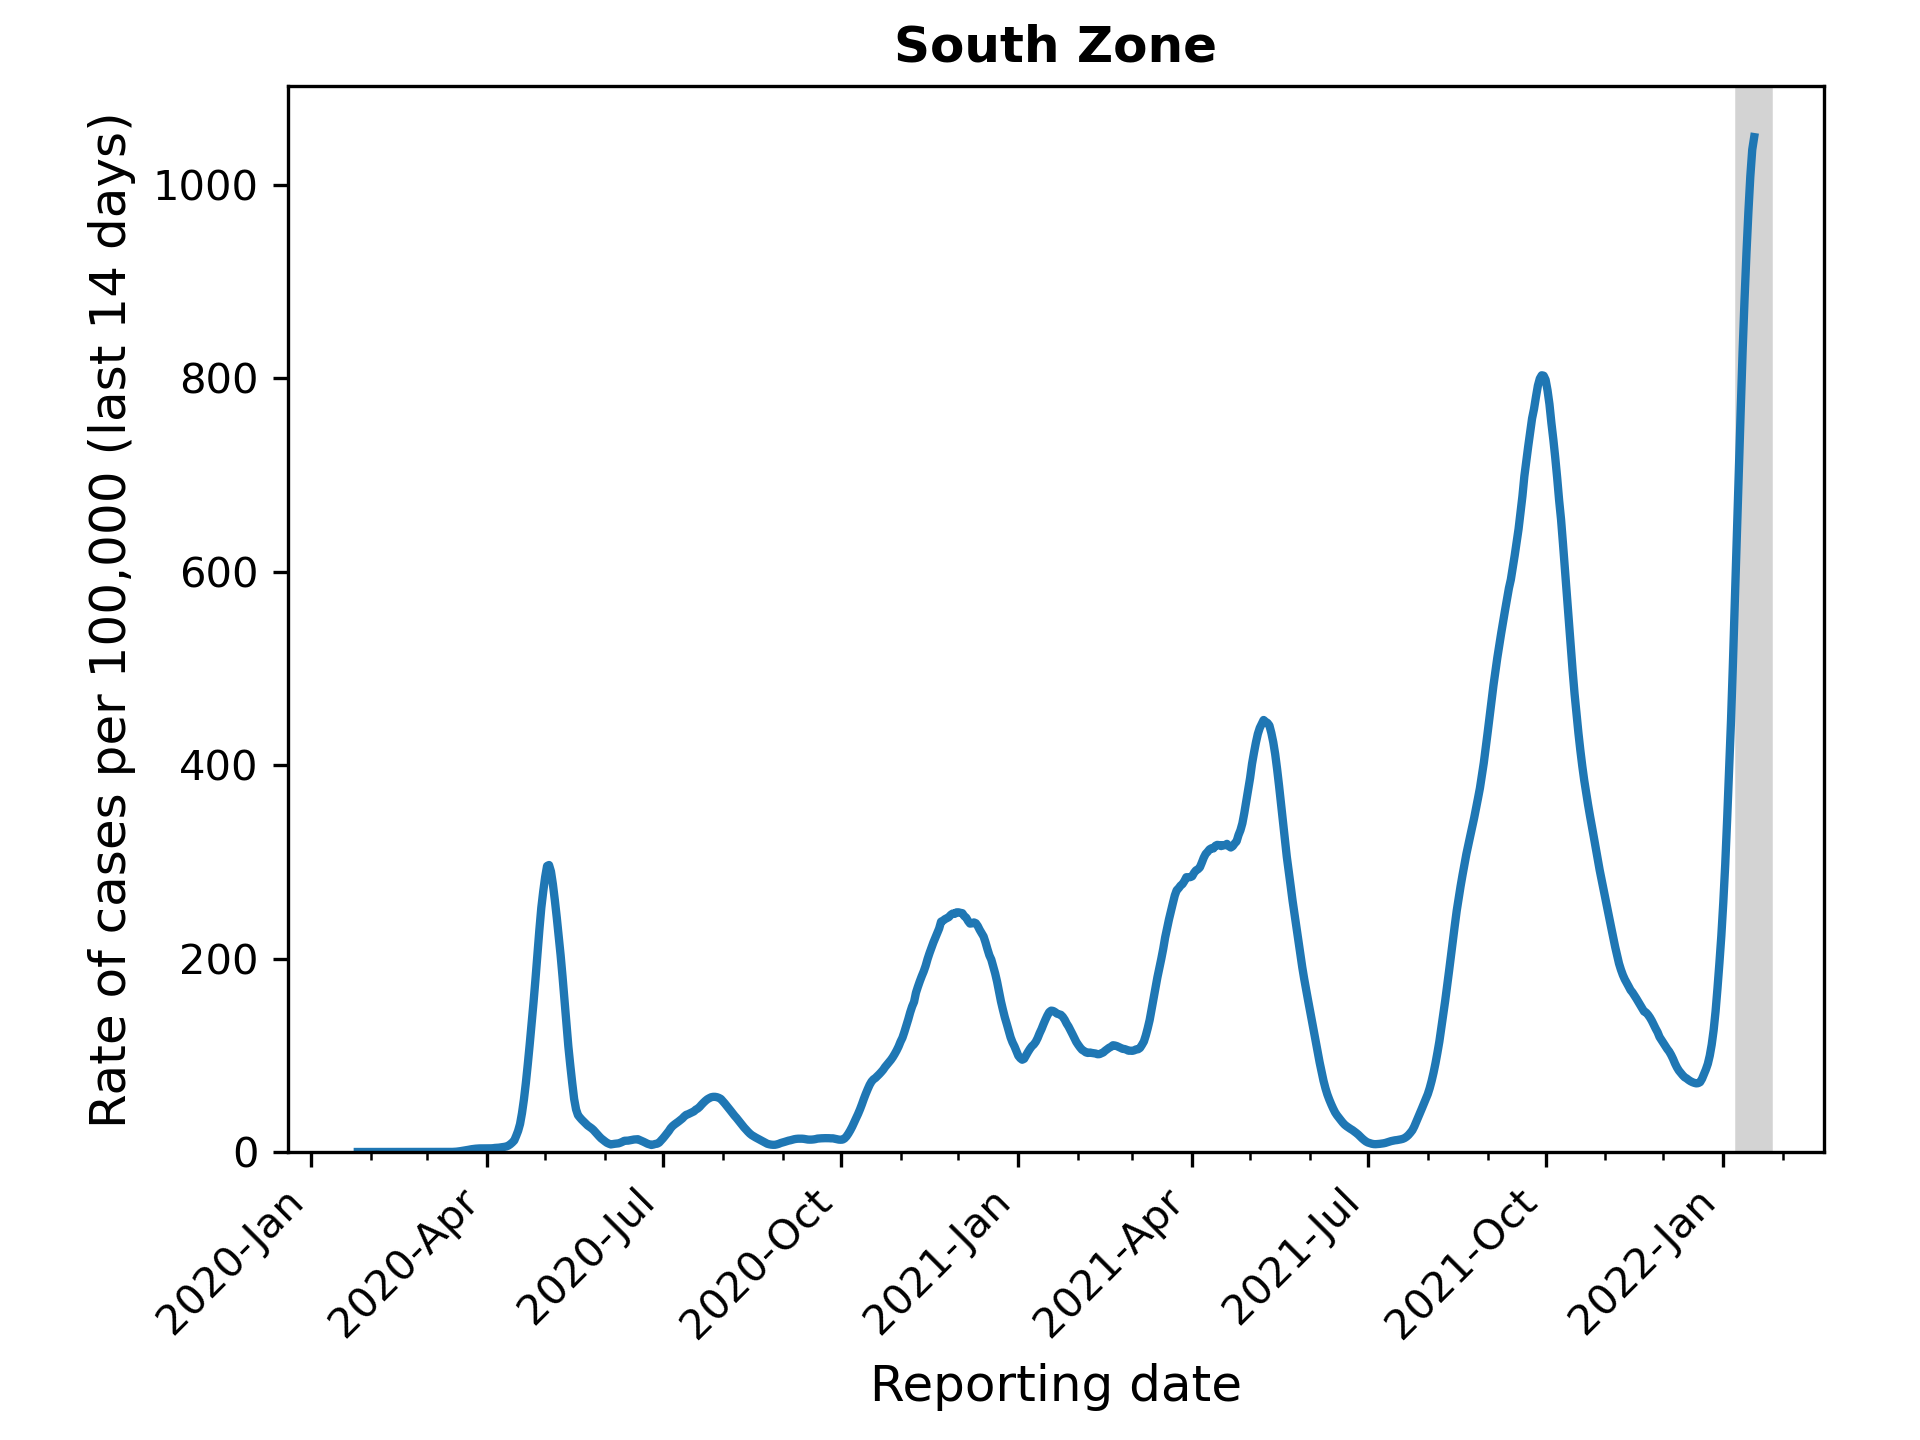 South Zone
Rate of cases per 100,000 (last 14 days)
1000
800
600
400
200
0
2020-Jan
2020-Apr
2020-Jul
2020-Oct
2021-Jan
2021-Apr
2021-Jul
2021-Oct
2022-Jan
Reporting date